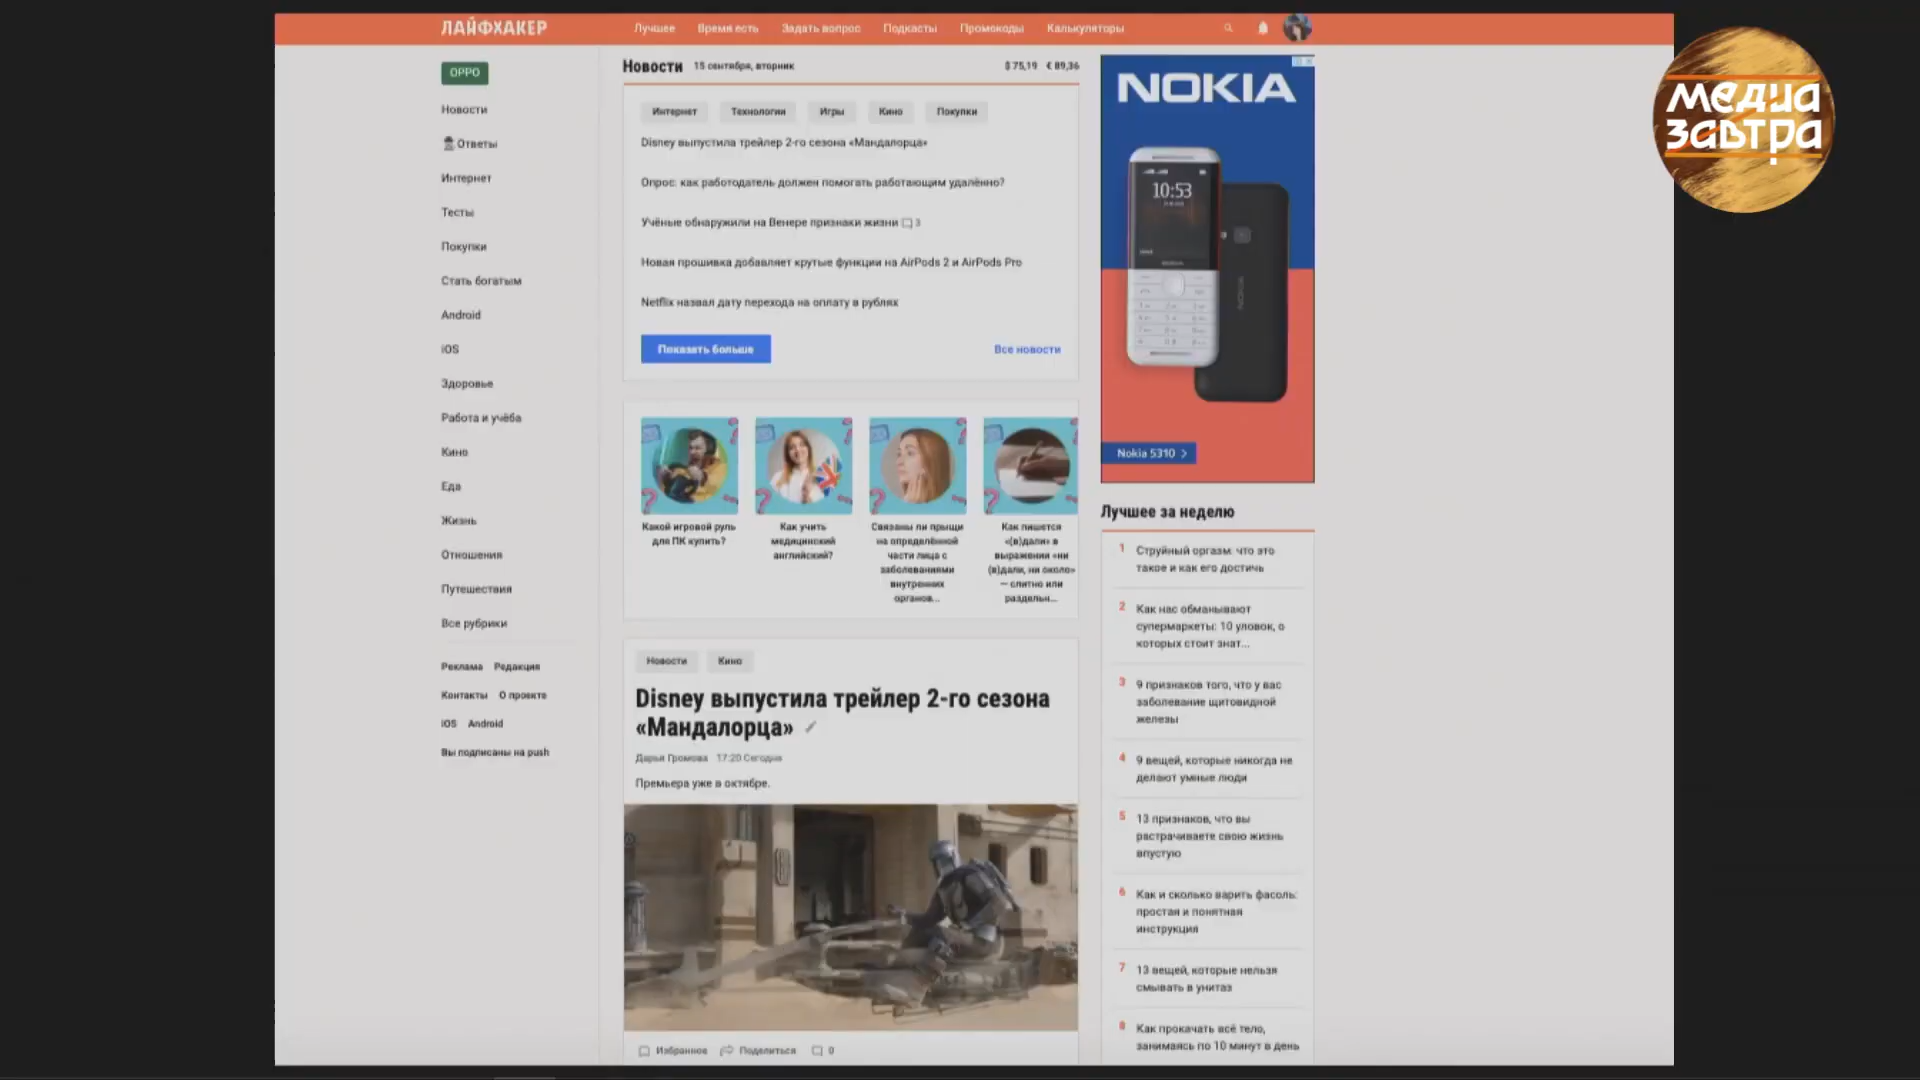 ЛАЙФХАКЕР
Лучшее Время есть Задать вопрос Подкасты Промокоды Калькуляторы
OPPO
Новости
Ответы
Интернет
Тесты
Покупки
Стать богатым
Android
iOS
Здоровье
Работа и учёба
Кино
Еда
Жизнь
Отношения
Путешествия
Все рубрики
Реклама Редакция
Контакты О проекте
iOS Android
Вы подписаны на push
Новости 15 сентября, вторник $ 75,19 € 89,36
Интернет Технологии Игры Кино Покупки
Disney выпустила трейлер 2-го сезона «Мандалорца»
Опрос: как работодатель должен помогать работающим удалённо?
Учёные обнаружили на Венере признаки жизни 3
Новая прошивка добавляет крутые функции на AirPods 2 и AirPods Pro
Netflix назвал дату перехода на оплату в рублях
Показать больше Все новости
Какой игровой руль
для ПК купить?
Как учить
медицинский
английский?
Связаны ли прыщи
на определённой
части лица с
заболеваниями
внутренних
органов...
Как пишется
«(в)дали» в
выражении «ни
(в)дали, ни около»
— слитно или
раздельн...
Новости Кино
Disney выпустила трейлер 2-го сезона
«Мандалорца»
Дарья Громова 17:20 Сегодня
Премьера уже в октябре.
Избранное Поделиться 0
NOKIA
10:53
NOKIA
Nokia 5310 >
Лучшее за неделю
1 Струйный оргазм: что это
такое и как его достичь
2 Как нас обманывают
супермаркеты: 10 уловок, о
которых стоит знат...
3 9 признаков того, что у вас
заболевание щитовидной
железы
4 9 вещей, которые никогда не
делают умные люди
5 13 признаков, что вы
растрачиваете свою жизнь
впустую
6 Как и сколько варить фасоль:
простая и понятная
инструкция
7 13 вещей, которые нельзя
смывать в унитаз
8 Как прокачать всё тело,
занимаясь по 10 минут в день
медиа
завтра